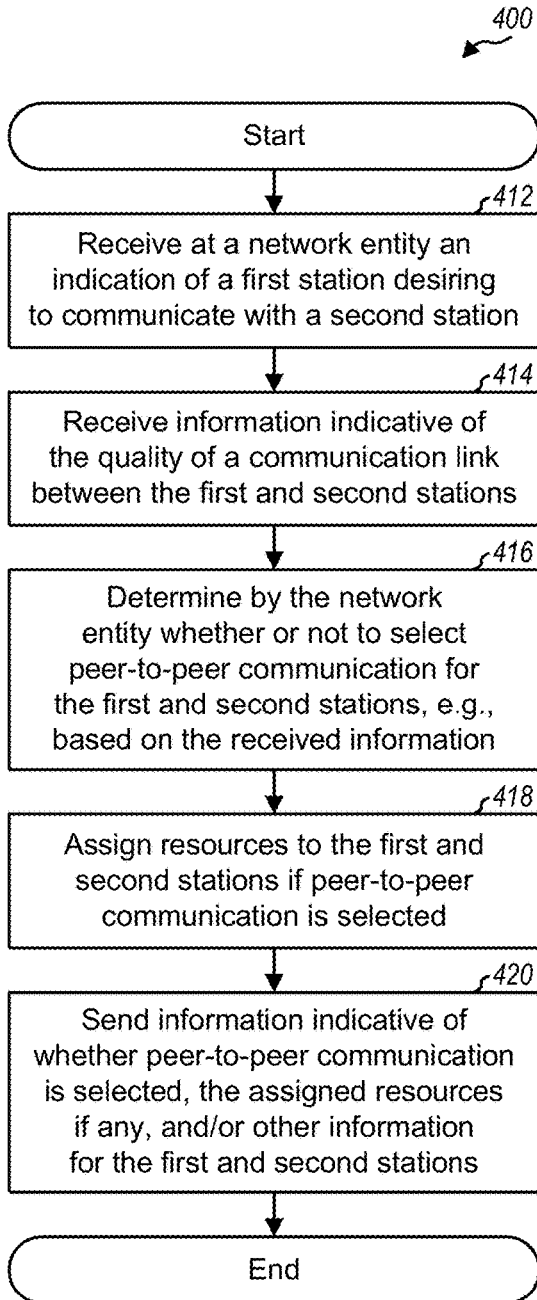 400
Start
412
Receive at a network entity an
indication of a first station desiring
to communicate with a second station
414
Receive information indicative of
the quality of a communication link
between the first and second stations
416
Determine by the network
entity whether or not to select
peer-to-peer communication for
the first and second stations, e.g.,
based on the received information
418
Assign resources to the first and
second stations if peer-to-peer
communication is selected
420
Send information indicative of
whether peer-to-peer communication
is selected, the assigned resources
if any, and/or other information
for the first and second stations
End